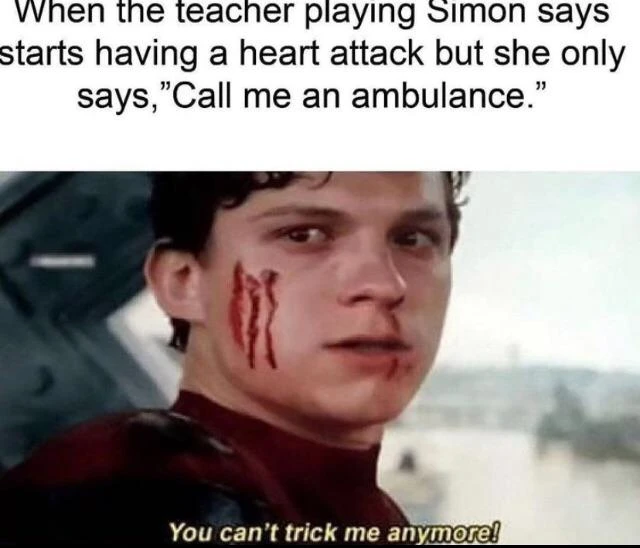 When the teacher playing Simon says
starts having a heart attack but she only
says,"Call me an ambulance."
You can't trick me anymore!